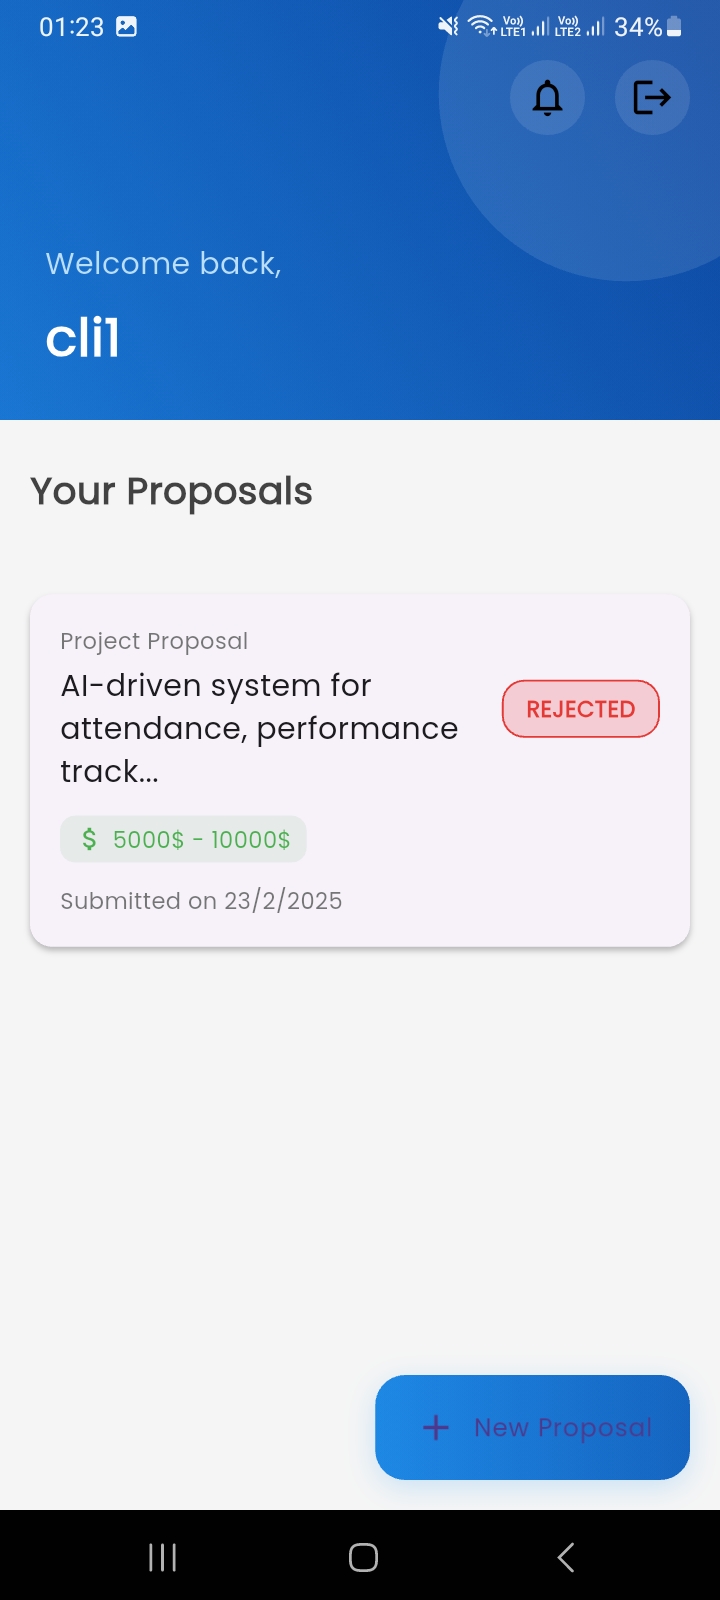 01:23
Vo)) LTE1 Vo)) LTE2 34%
Welcome back,
cli1
Your Proposals
Project Proposal
AI-driven system for
attendance, performance
track...
REJECTED
$ 5000$ - 10000$
Submitted on 23/2/2025
+ New Proposal